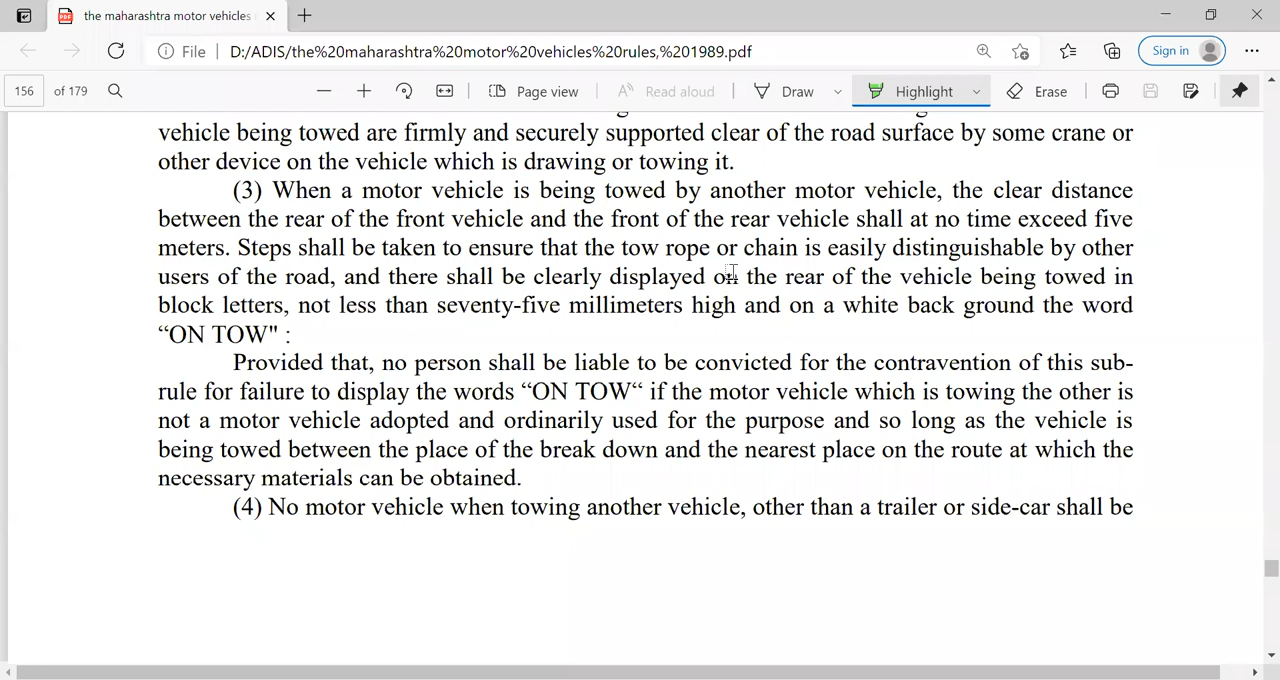 the maharashtra motor vehicles
File D:/ADIS/the%20maharashtra%20motor%20vehicles%20rules,%201989.pdf Sign in
156 of 179 Page view Read aloud Draw Highlight Erase
vehicle being towed are firmly and securely supported clear of the road surface by some crane or
other device on the vehicle which is drawing or towing it.
(3) When a motor vehicle is being towed by another motor vehicle, the clear distance
between the rear of the front vehicle and the front of the rear vehicle shall at no time exceed five
meters. Steps shall be taken to ensure that the tow rope or chain is easily distinguishable by other
users of the road, and there shall be clearly displayed on the rear of the vehicle being towed in
block letters, not less than seventy-five millimeters high and on a white back ground the word
“ON TOW" :
Provided that, no person shall be liable to be convicted for the contravention of this sub-
rule for failure to display the words “ON TOW“ if the motor vehicle which is towing the other is
not a motor vehicle adopted and ordinarily used for the purpose and so long as the vehicle is
being towed between the place of the break down and the nearest place on the route at which the
necessary materials can be obtained.
(4) No motor vehicle when towing another vehicle, other than a trailer or side-car shall be